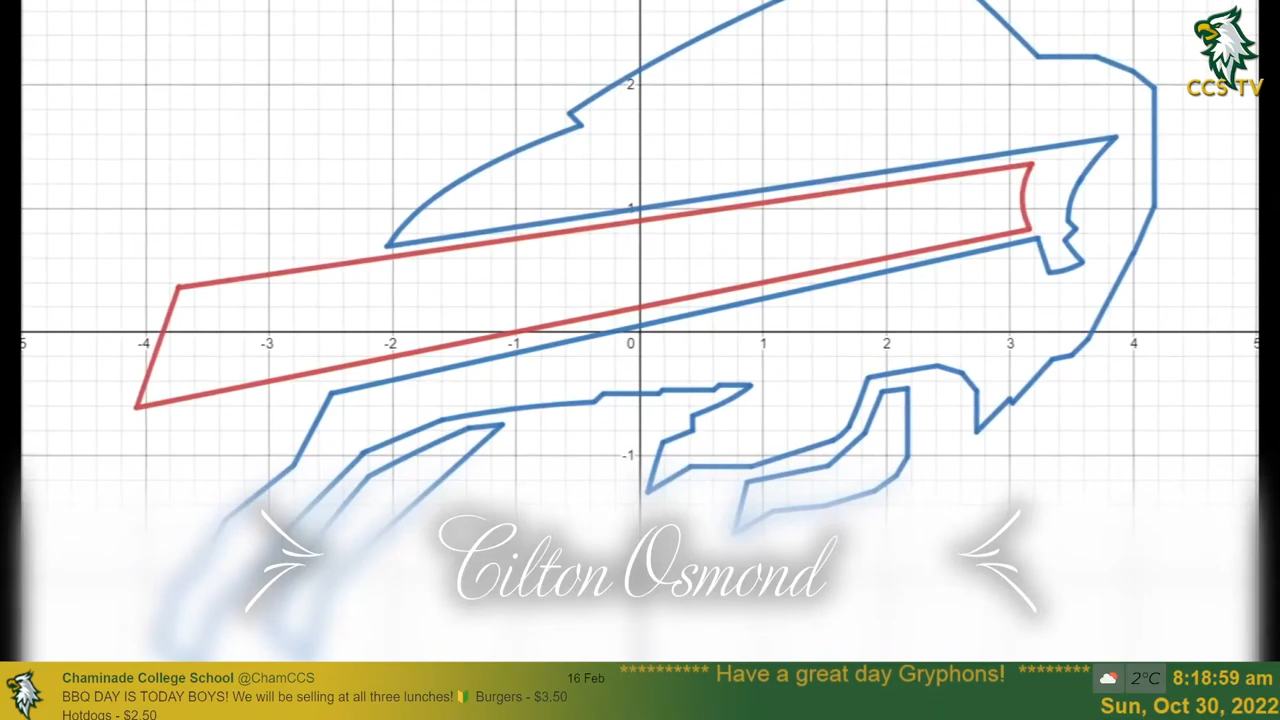 2
CCS TV
1
5 -4 -3 -2 -1 0 1 2 3 4 5
-1
Cilton Osmond
Chaminade College School @ChamCCS 16 Feb
BBQ DAY IS TODAY BOYS! We will be selling at all three lunches! Burgers - $3.50
Hotdogs - $2.50
********** Have a great day Gryphons! ********
2°C 8:18:59 am
Sun, Oct 30, 2022